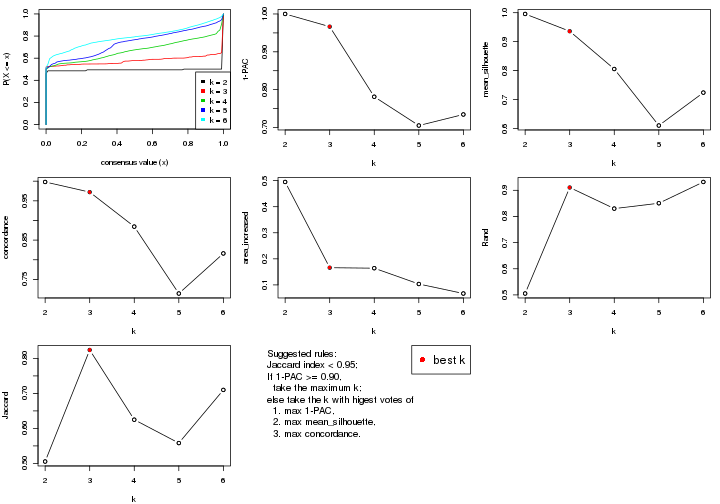 P(X <= x)
0.0 0.2 0.4 0.6 0.8 1.0
k = 2
k = 3
k = 4
k = 5
k = 6
0.0 0.2 0.4 0.6 0.8 1.0
consensus value (x)
1-PAC
0.70 0.80 0.90 1.00
2 3 4 5 6
k
mean_silhouette
0.6 0.7 0.8 0.9 1.0
2 3 4 5 6
k
concordance
0.75 0.85 0.95
2 3 4 5 6
k
area_increased
0.1 0.2 0.3 0.4 0.5
2 3 4 5 6
k
Rand
0.5 0.6 0.7 0.8 0.9
2 3 4 5 6
k
Jaccard
0.50 0.60 0.70 0.80
2 3 4 5 6
k
Suggested rules:
Jaccard index < 0.95;
If 1-PAC >= 0.90,
take the maximum k;
else take the k with higest votes of
1. max 1-PAC,
2. max mean_silhouette,
3. max concordance.
best k